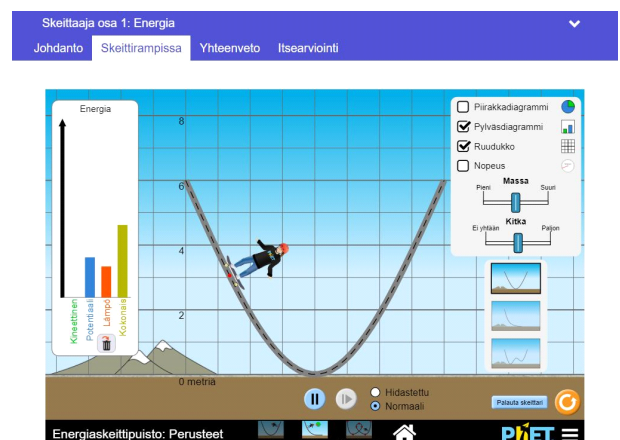 Skeittaaja osa 1: Energia
Johdanto Skeittirampissa Yhteenveto Itsearviointi
Energia
8
6
4
2
0 metriä
Kineettinen
Potentiaali
Lämpö
Kokonais
Piirakkadiagrammi
Pylväsdiagrammi
Ruudukko
Nopeus
Massa
Pieni Suuri
Kitka
Ei yhtään Paljon
Hidastettu
Normaali
Palauta skeittari
Energiaskeittipuisto: Perusteet
PhET